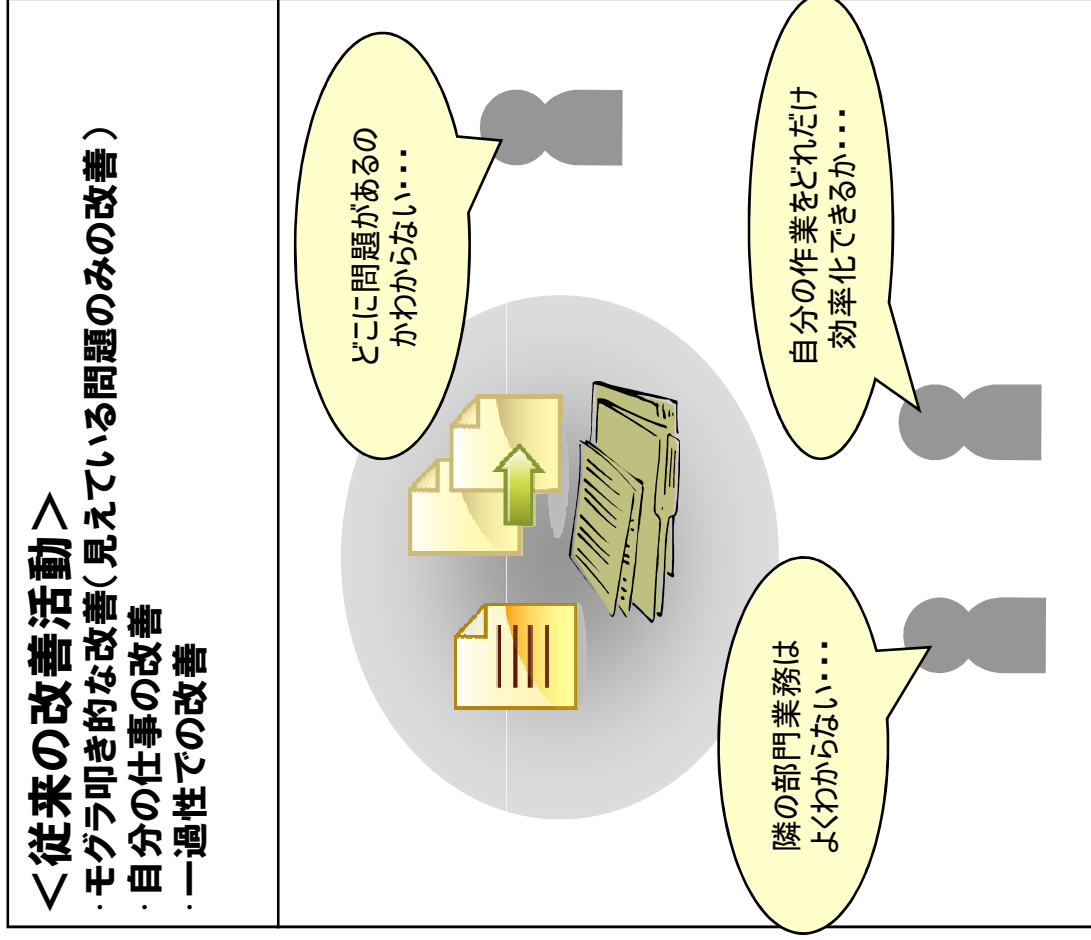 ＜従来の改善活動＞
・モグラ叩き的な改善（見えている問題のみの改善）
・自分の仕事の改善
・一過性での改善
どこに問題があるの
かわからない・・・
隣の部門業務は
よくわからない・・・
自分の作業をどれだけ
効率化できるか・・・